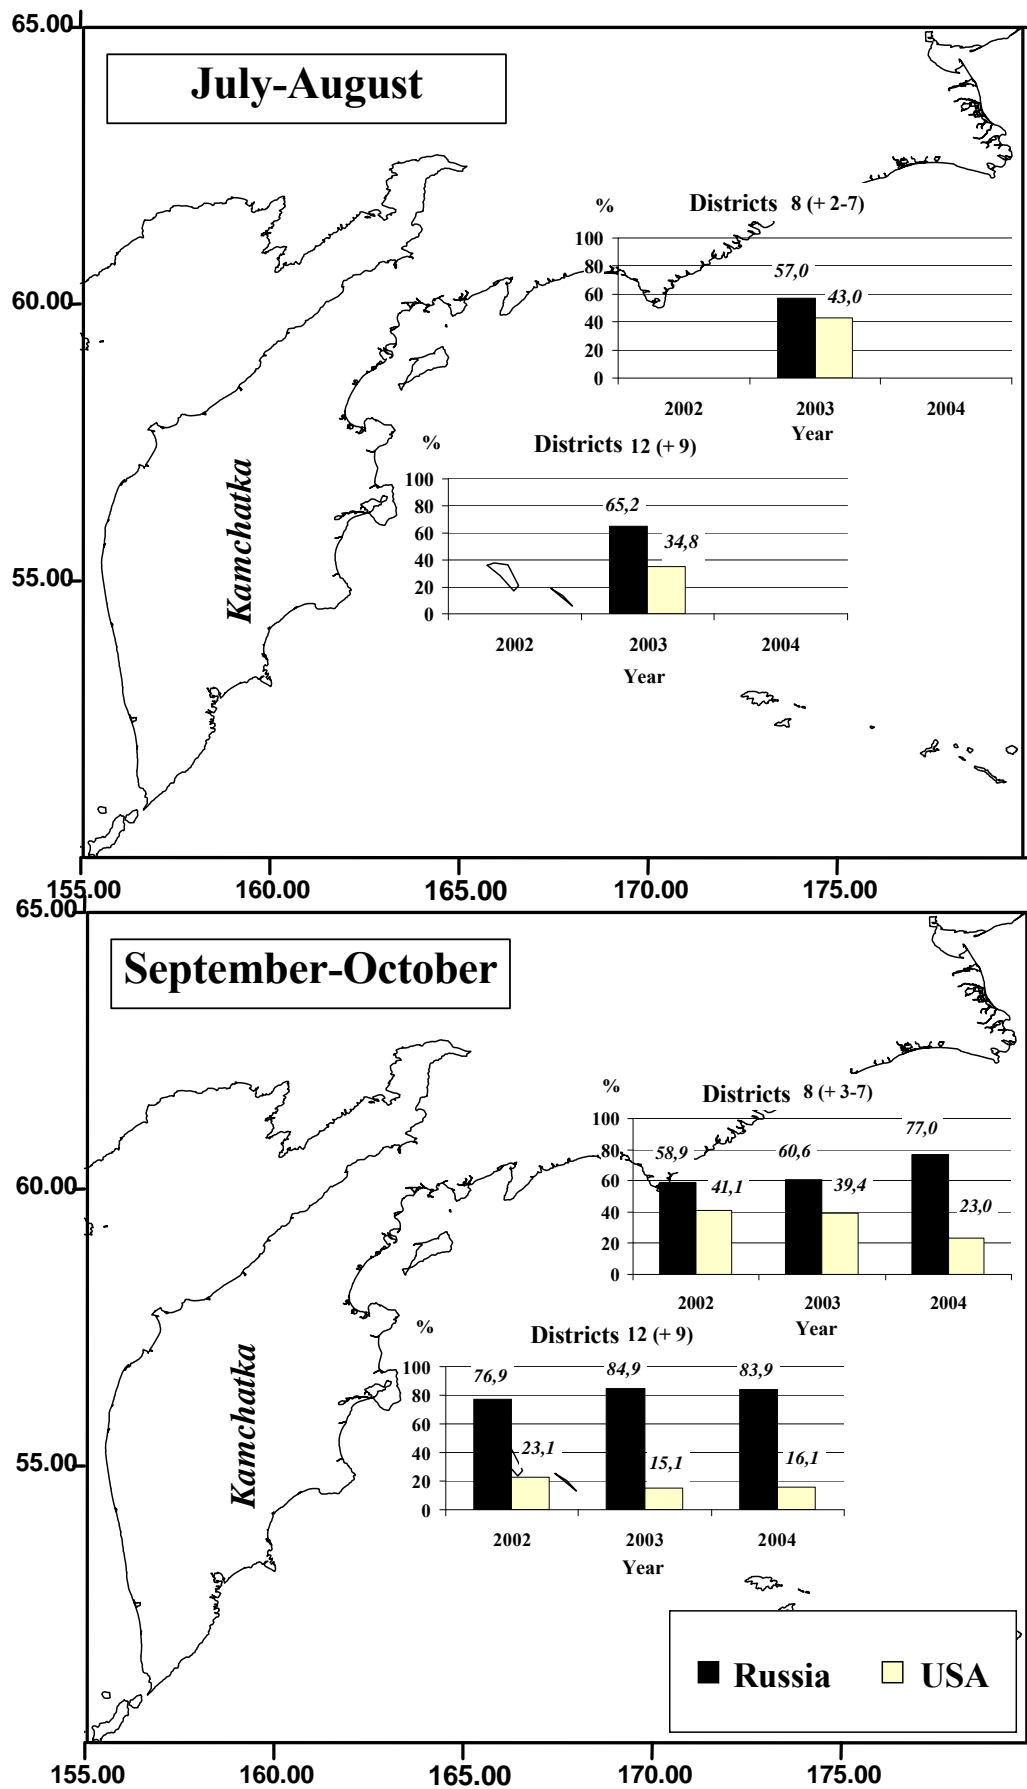 65.00
July-August
% Districts 8 (+ 2-7)
100
80
57,0
60
43,0
40
20
0
2002 2003 2004
Year
60.00
% Districts 12 (+ 9)
100
80
65,2
60
34,8
40
20
0
2002 2003 2004
Year
Kamchatka
55.00
155.00 160.00 165.00 170.00 175.00
65.00
September-October
% Districts 8 (+ 3-7)
100
77,0
80
58,9 60,6
60
41,1 39,4
40
23,0
20
0
2002 2003 2004
Year
60.00
% Districts 12 (+ 9)
100
76,9 84,9 83,9
80
60
40
23,1 15,1 16,1
20
0
2002 2003 2004
Year
Kamchatka
55.00
Russia USA
155.00 160.00 165.00 170.00 175.00